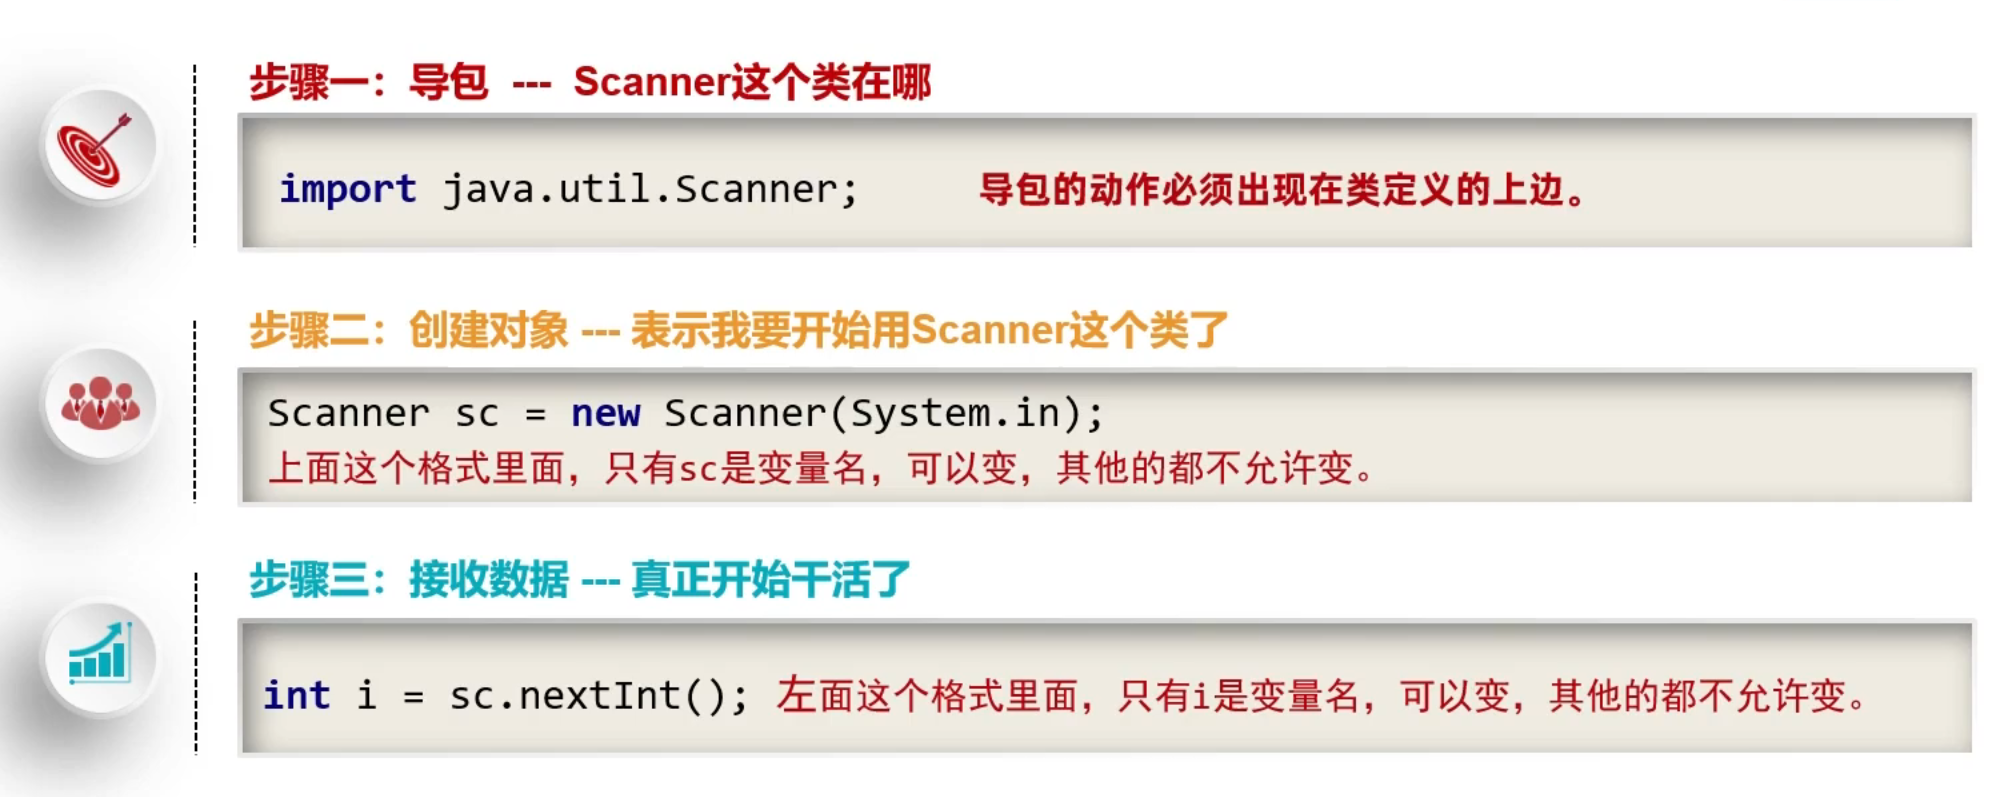 步骤一：导包 --- Scanner这个类在哪
import java.util.Scanner; 导包的动作必须出现在类定义的上边。
步骤二：创建对象 --- 表示我要开始用Scanner这个类了
Scanner sc = new Scanner(System.in);
上面这个格式里面，只有sc是变量名，可以变，其他的都不允许变。
步骤三：接收数据 --- 真正开始干活了
int i = sc.nextInt(); 左面这个格式里面，只有i是变量名，可以变，其他的都不允许变。